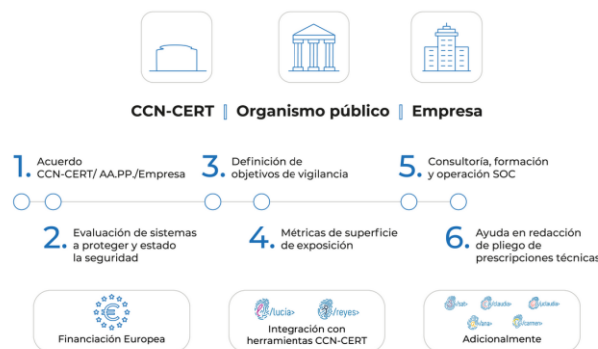 CCN-CERT | Organismo público | Empresa
1. Acuerdo
CCN-CERT/ AA.PP./Empresa
3. Definición de
objetivos de vigilancia
5. Consultoría, formación
y operación SOC
2. Evaluación de sistemas
a proteger y estado
la seguridad
4. Métricas de superficie
de exposición
6. Ayuda en redacción
de pliego de
prescripciones técnicas
Financiación Europea
/lucia>
/reyes>
Integración con
herramientas CCN-CERT
/claudia>
/carmen>
Adicionalmente